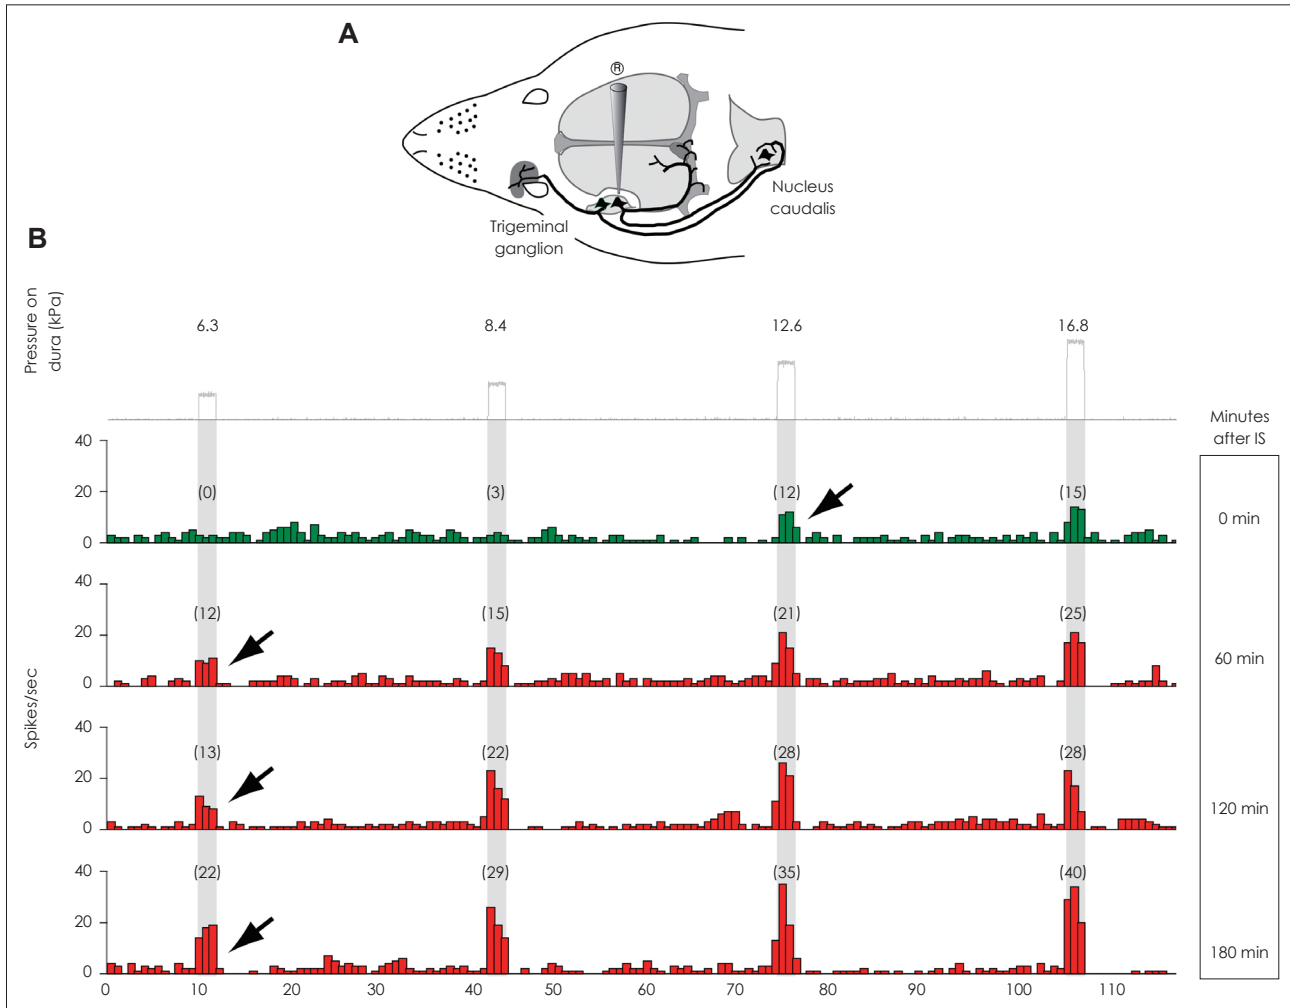 A
R
Nucleus
caudalis
Trigeminal
ganglion
B
Pressure on
dura (kPa)
6.3 8.4 12.6 16.8
Minutes
after IS
Spikes/sec
40
20
0
(0) (3) (12) (15)
0 min
40
20
0
(12) (15) (21) (25)
60 min
40
20
0
(13) (22) (28) (28)
120 min
40
20
0
(22) (29) (35) (40)
180 min
0 10 20 30 40 50 60 70 80 90 100 110